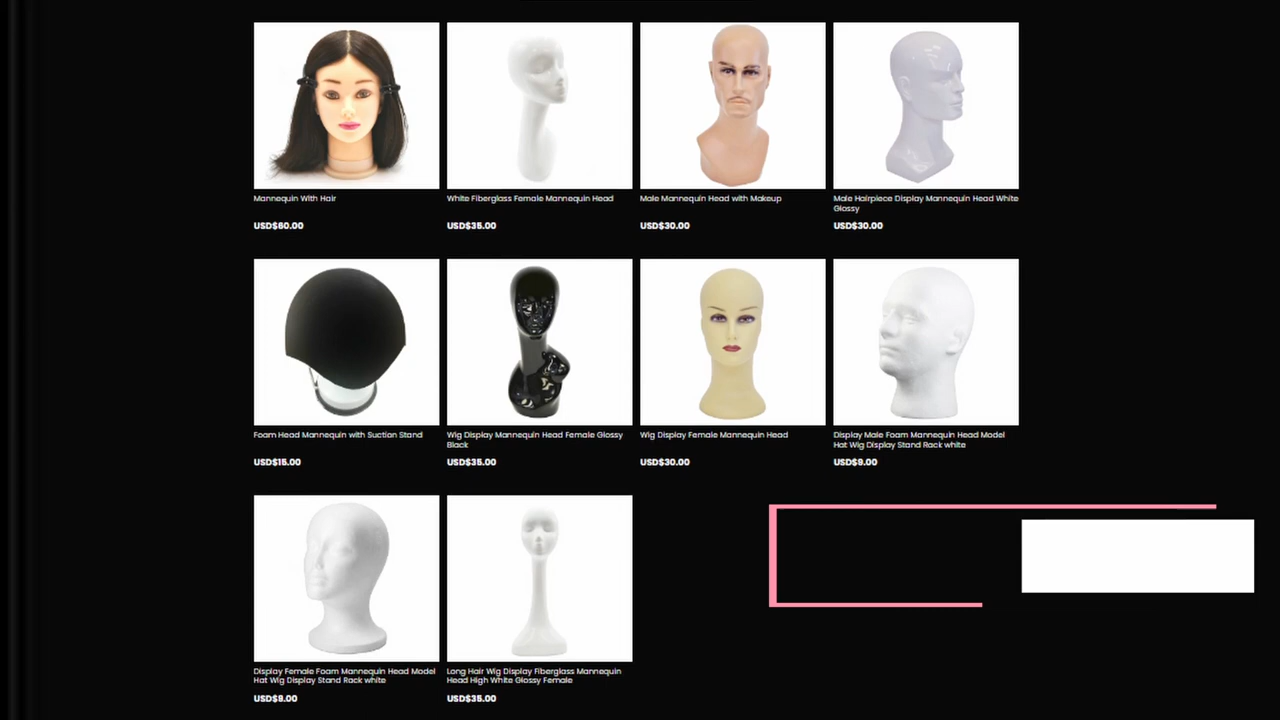 Mannequin With Hair
White Fiberglass Female Mannequin Head
Male Mannequin Head with Makeup
Male Hairpiece Display Mannequin Head White
Glossy
USD$60.00
USD$35.00
USD$30.00
USD$30.00
Foam Head Mannequin with Suction Stand
Wig Display Mannequin Head Female Glossy
Black
Wig Display Female Mannequin Head
Display Male Foam Mannequin Head Model
Hat Wig Display Stand Rack white
USD$15.00
USD$35.00
USD$30.00
USD$9.00
Display Female Foam Mannequin Head Model
Hat Wig Display Stand Rack white
Long Hair Wig Display Fiberglass Mannequin
Head High White Glossy Female
USD$8.00
USD$35.00